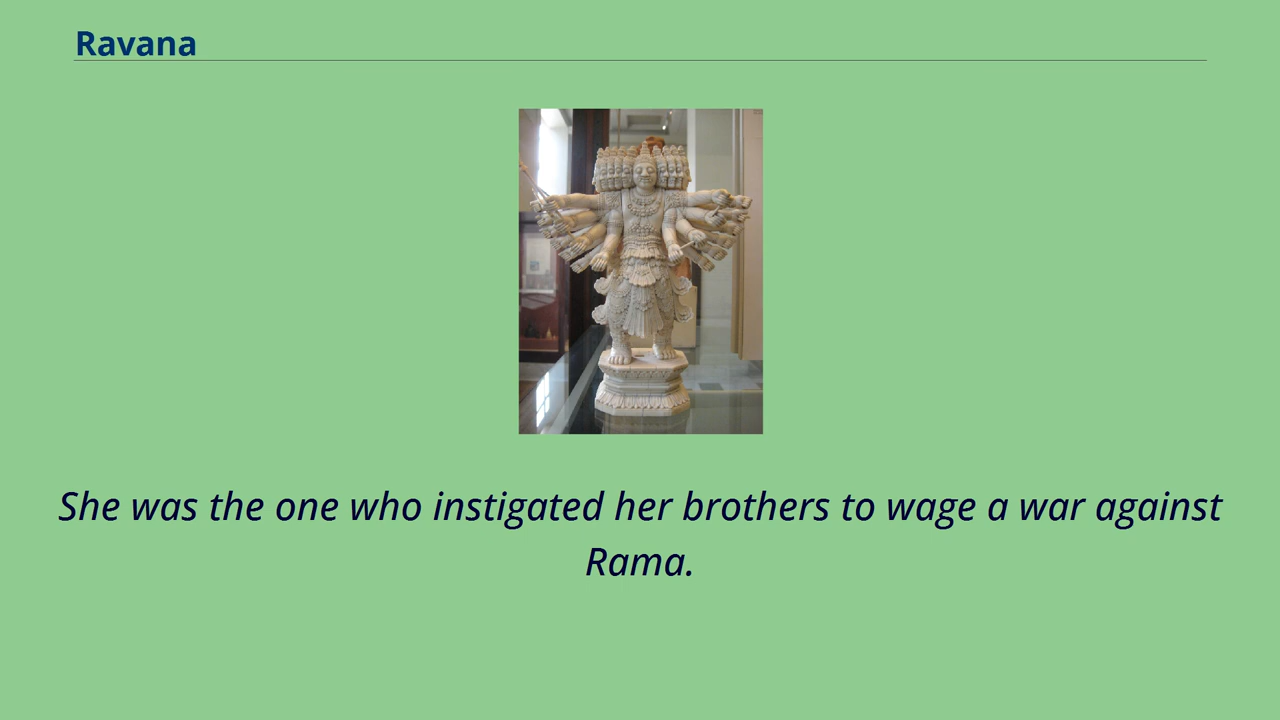 Ravana
She was the one who instigated her brothers to wage a war against
Rama.